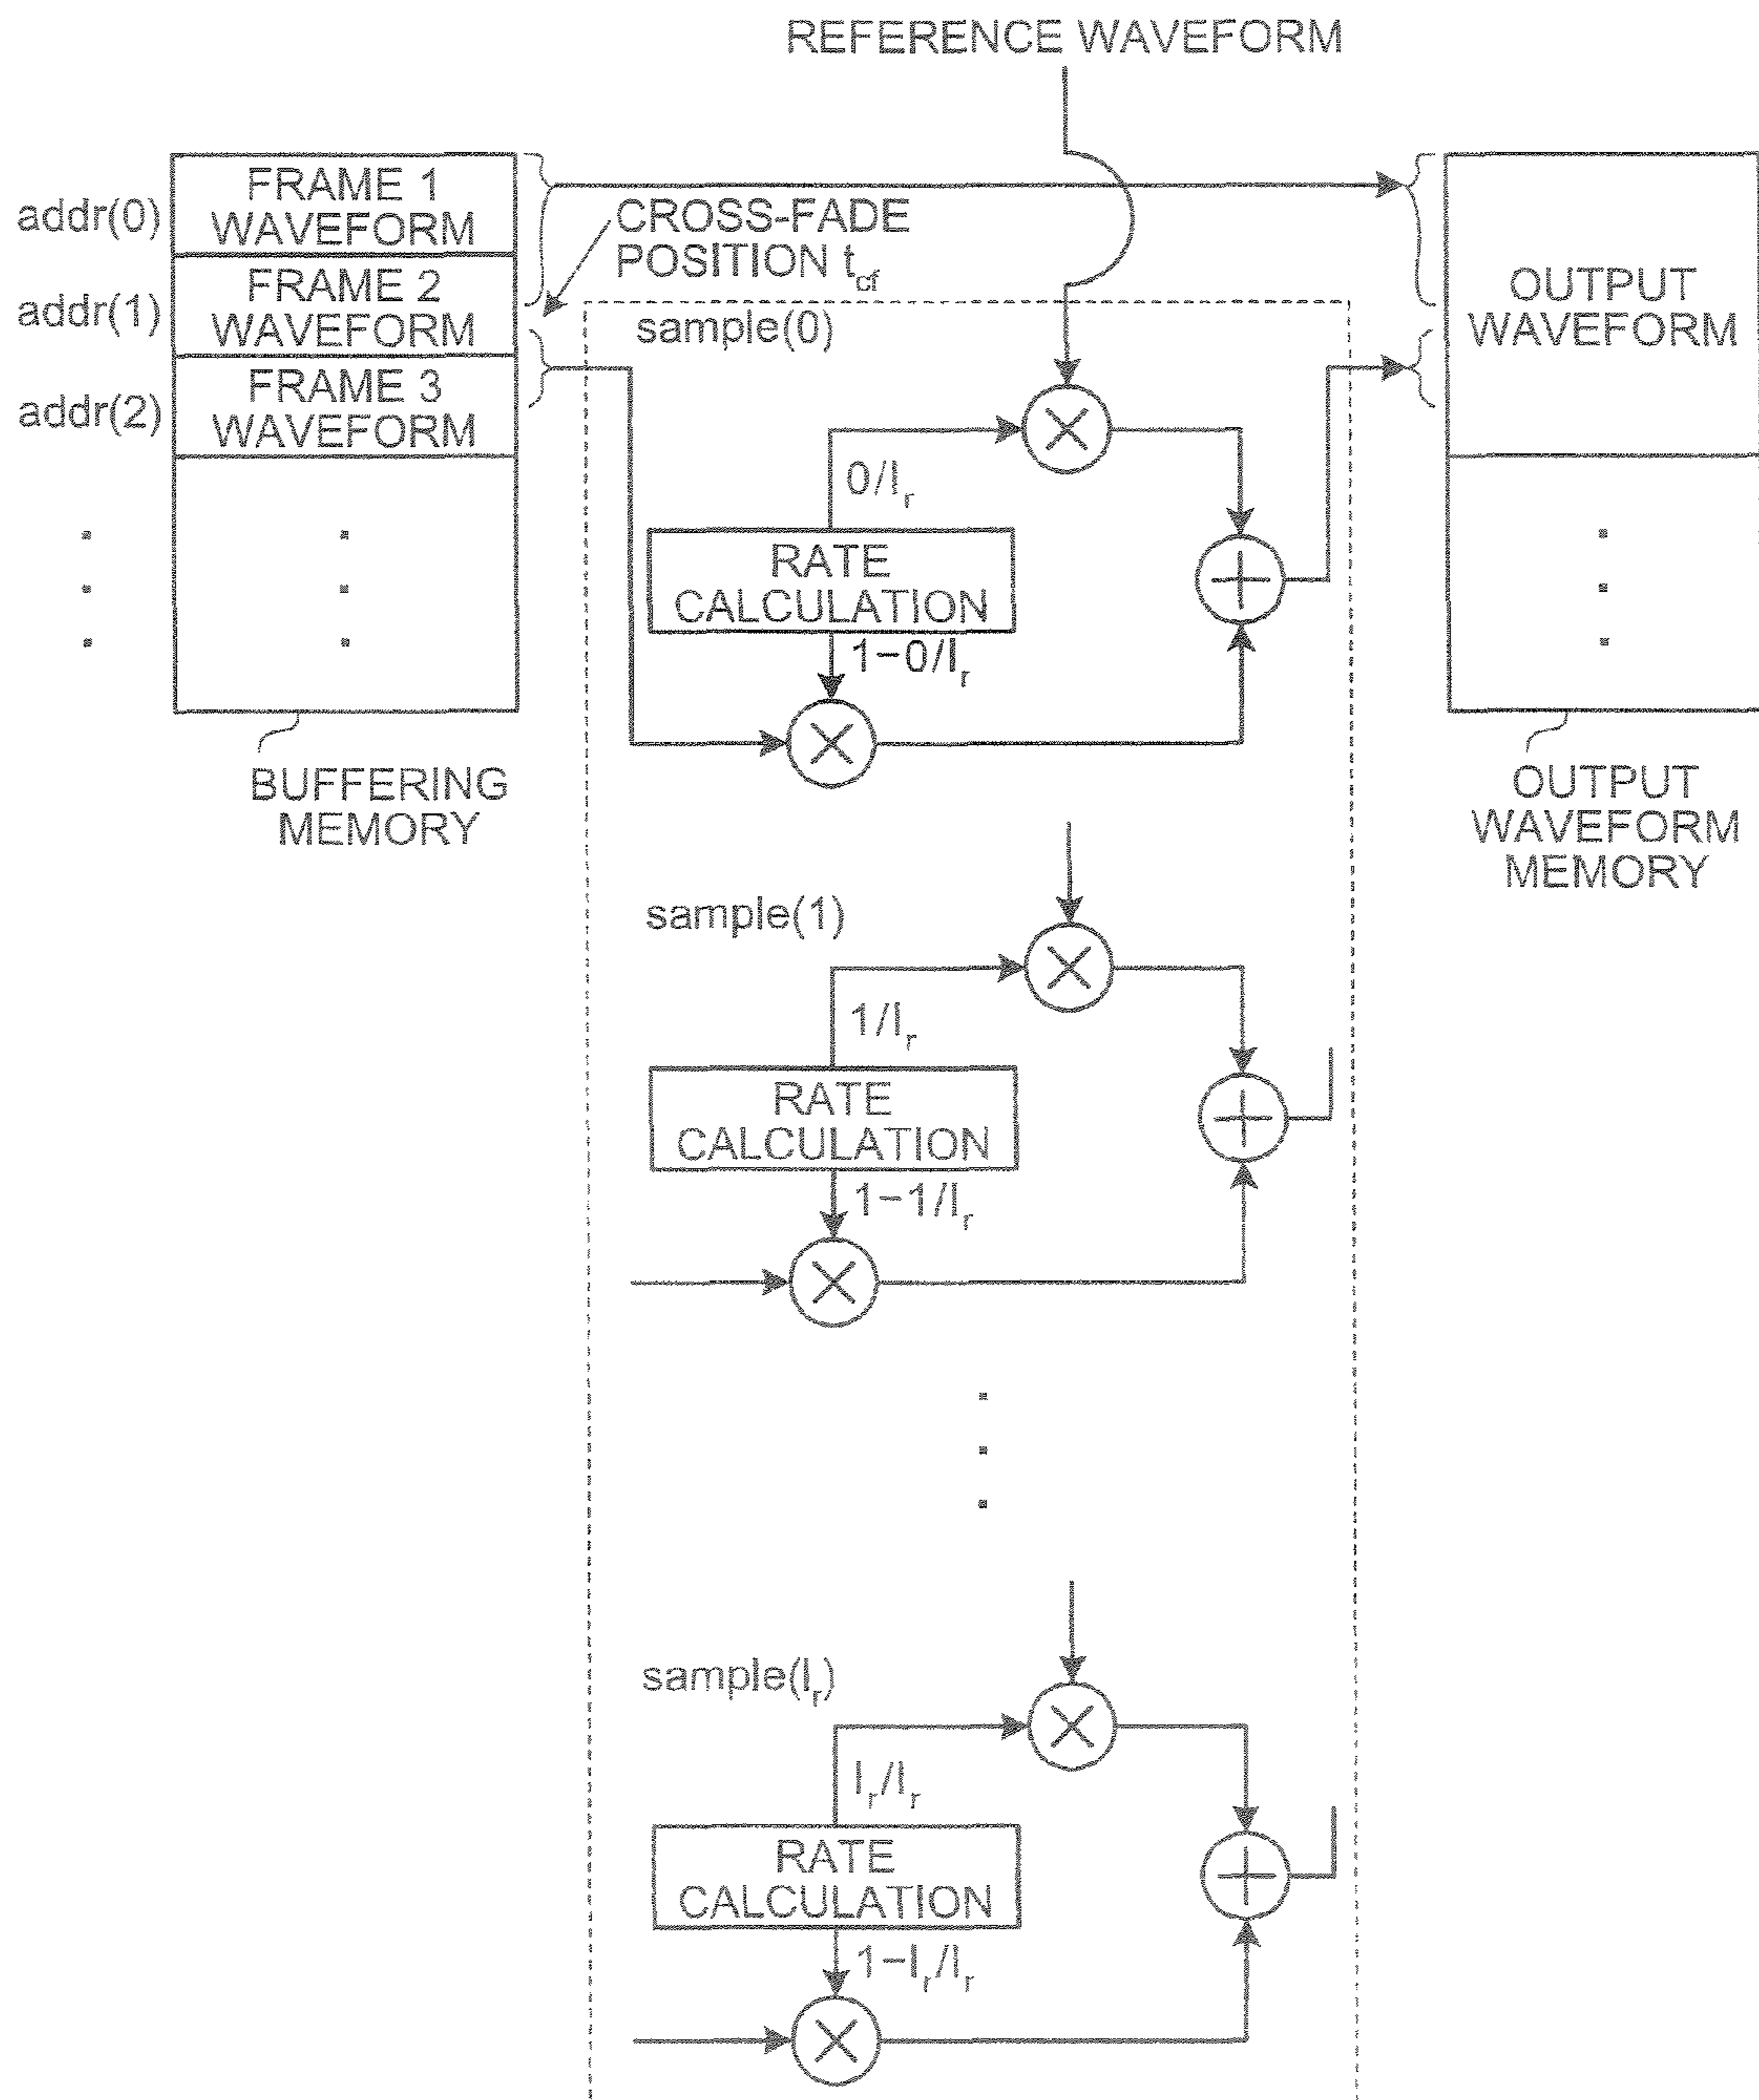 REFERENCE WAVEFORM
addr(0)
FRAME 1
WAVEFORM
addr(1)
FRAME 2
WAVEFORM
addr(2)
FRAME 3
WAVEFORM
CROSS-FADE
POSITION tcf
OUTPUT
WAVEFORM
sample(0)
0/lr
RATE
CALCULATION
1−0/lr
BUFFERING
MEMORY
OUTPUT
WAVEFORM
MEMORY
sample(1)
1/lr
RATE
CALCULATION
1−1/lr
sample(lr)
lr/lr
RATE
CALCULATION
1−lr/lr